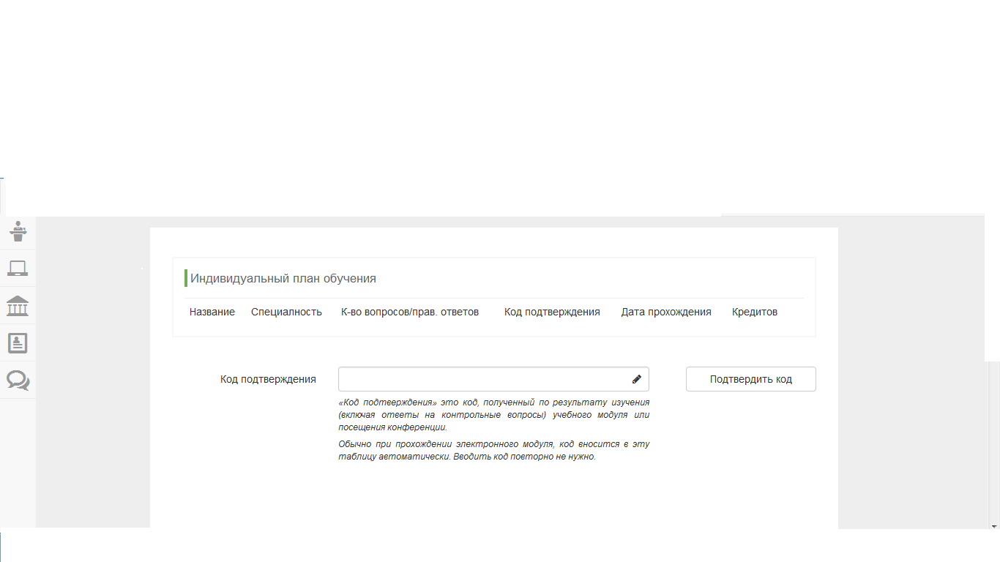 Индивидуальный план обучения
Название Специалность К-во вопросов/прав. ответов Код подтверждения Дата прохождения Кредитов
Код подтверждения Подтвердить код
«Код подтверждения» это код, полученный по результату изучения
(включая ответы на контрольные вопросы) учебного модуля или
посещения конференции.
Обычно при прохождении электронного модуля, код вносится в эту
таблицу автоматически. Вводить код повторно не нужно.